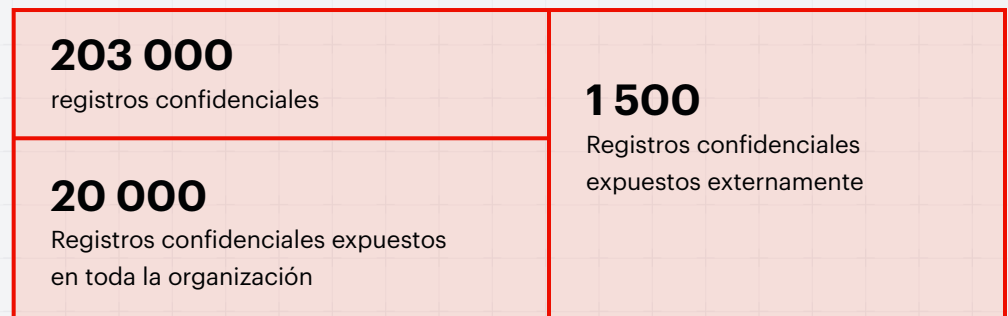 203 000
registros confidenciales
20 000
Registros confidenciales expuestos
en toda la organización
1 500
Registros confidenciales
expuestos externamente